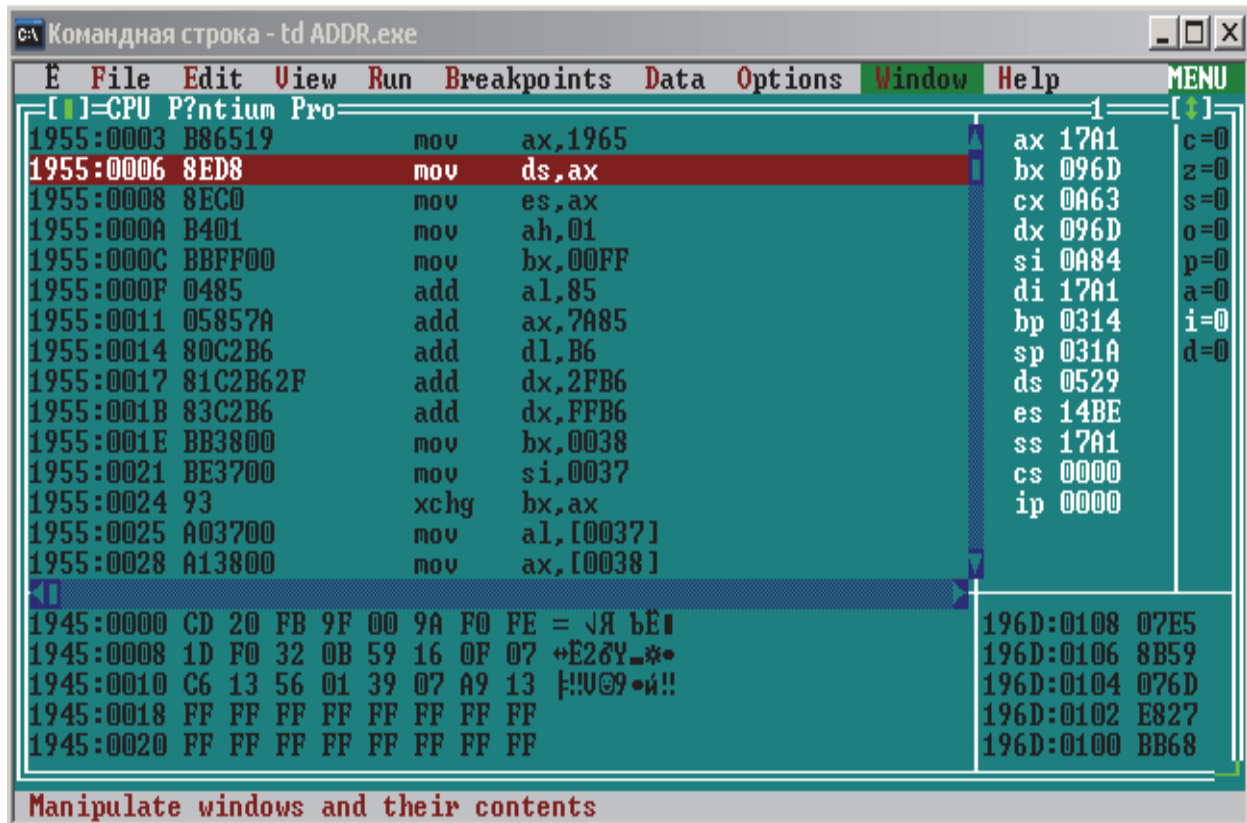 Командная строка - td ADDR.exe
Ё File Edit View Run Breakpoints Data Options Window Help MENU
=[ ]=CPU P?ntium Pro 1 [↕]
1955:0003 B86519 mov ax,1965 ax 17A1 c=0
1955:0006 8ED8 mov ds,ax bx 096D z=0
1955:0008 8EC0 mov es,ax cx 0A63 s=0
1955:000A B401 mov ah,01 dx 096D o=0
1955:000C BBFF00 mov bx,00FF si 0A84 p=0
1955:000F 0485 add al,85 di 17A1 a=0
1955:0011 05857A add ax,7A85 bp 0314 i=0
1955:0014 80C2B6 add dl,B6 sp 031A d=0
1955:0017 81C2B62F add dx,2FB6 ds 0529
1955:001B 83C2B6 add dx,FFB6 es 14BE
1955:001E BB3800 mov bx,0038 ss 17A1
1955:0021 BE3700 mov si,0037 cs 0000
1955:0024 93 xchg bx,ax ip 0000
1955:0025 A03700 mov al,[0037]
1955:0028 A13800 mov ax,[0038]
1945:0000 CD 20 FB 9F 00 9A F0 FE = √Я ЪЁ■ 196D:0108 07E5
1945:0008 1D F0 32 0B 59 16 0F 07 ↔Ё2♂Y▬☼• 196D:0106 8B59
1945:0010 C6 13 56 01 39 07 A9 13 ╞‼V☺9•й‼ 196D:0104 076D
1945:0018 FF FF FF FF FF FF FF FF 196D:0102 E827
1945:0020 FF FF FF FF FF FF FF FF 196D:0100 BB68
Manipulate windows and their contents